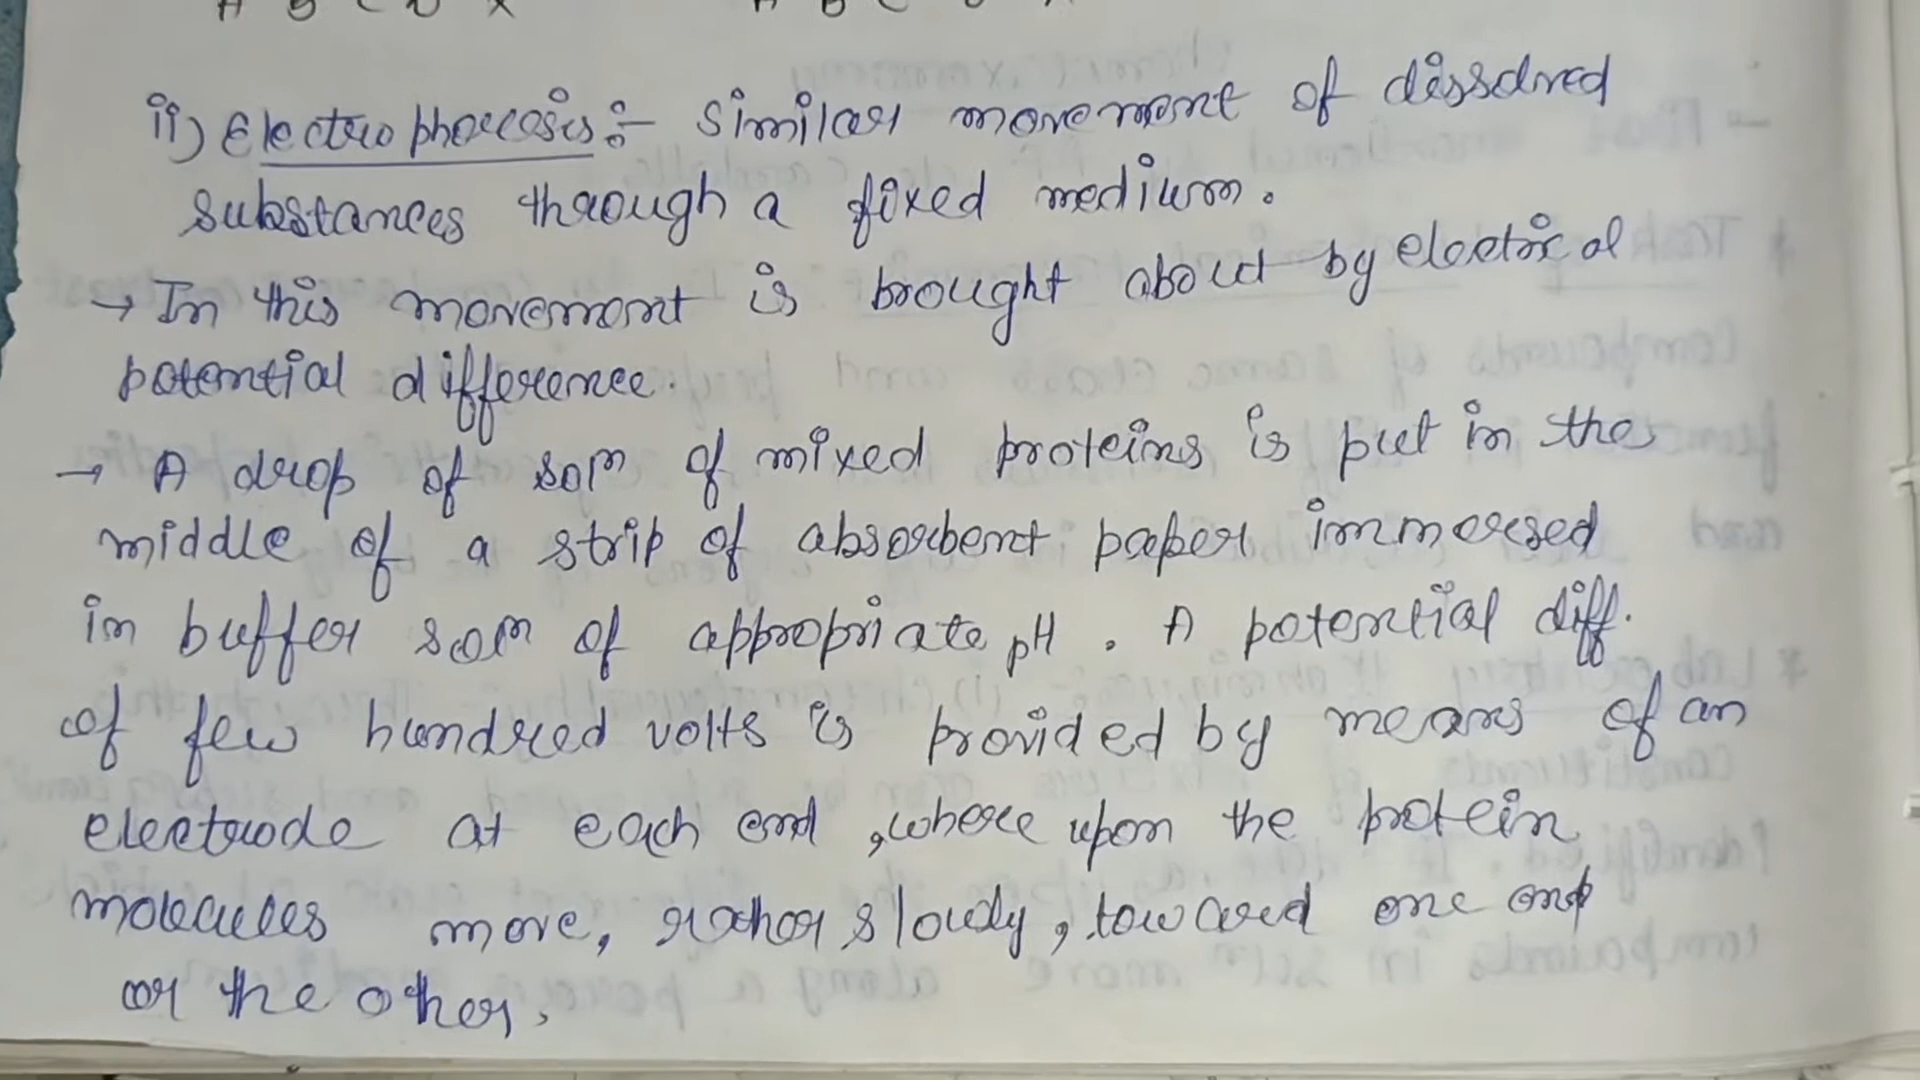 ii) Electrophoresis :- similar movement of dissolved
substances through a fixed medium.
→ In this movement is brought about by electrical
potential difference.
→ A drop of solⁿ of mixed proteins is put in the
middle of a strip of absorbent paper immersed
in buffer solⁿ of appropriate pH. A potential diff.
of few hundred volts is provided by means of an
electrode at each end, where upon the protein
molecules move, rather slowly, toward one end
or the other.